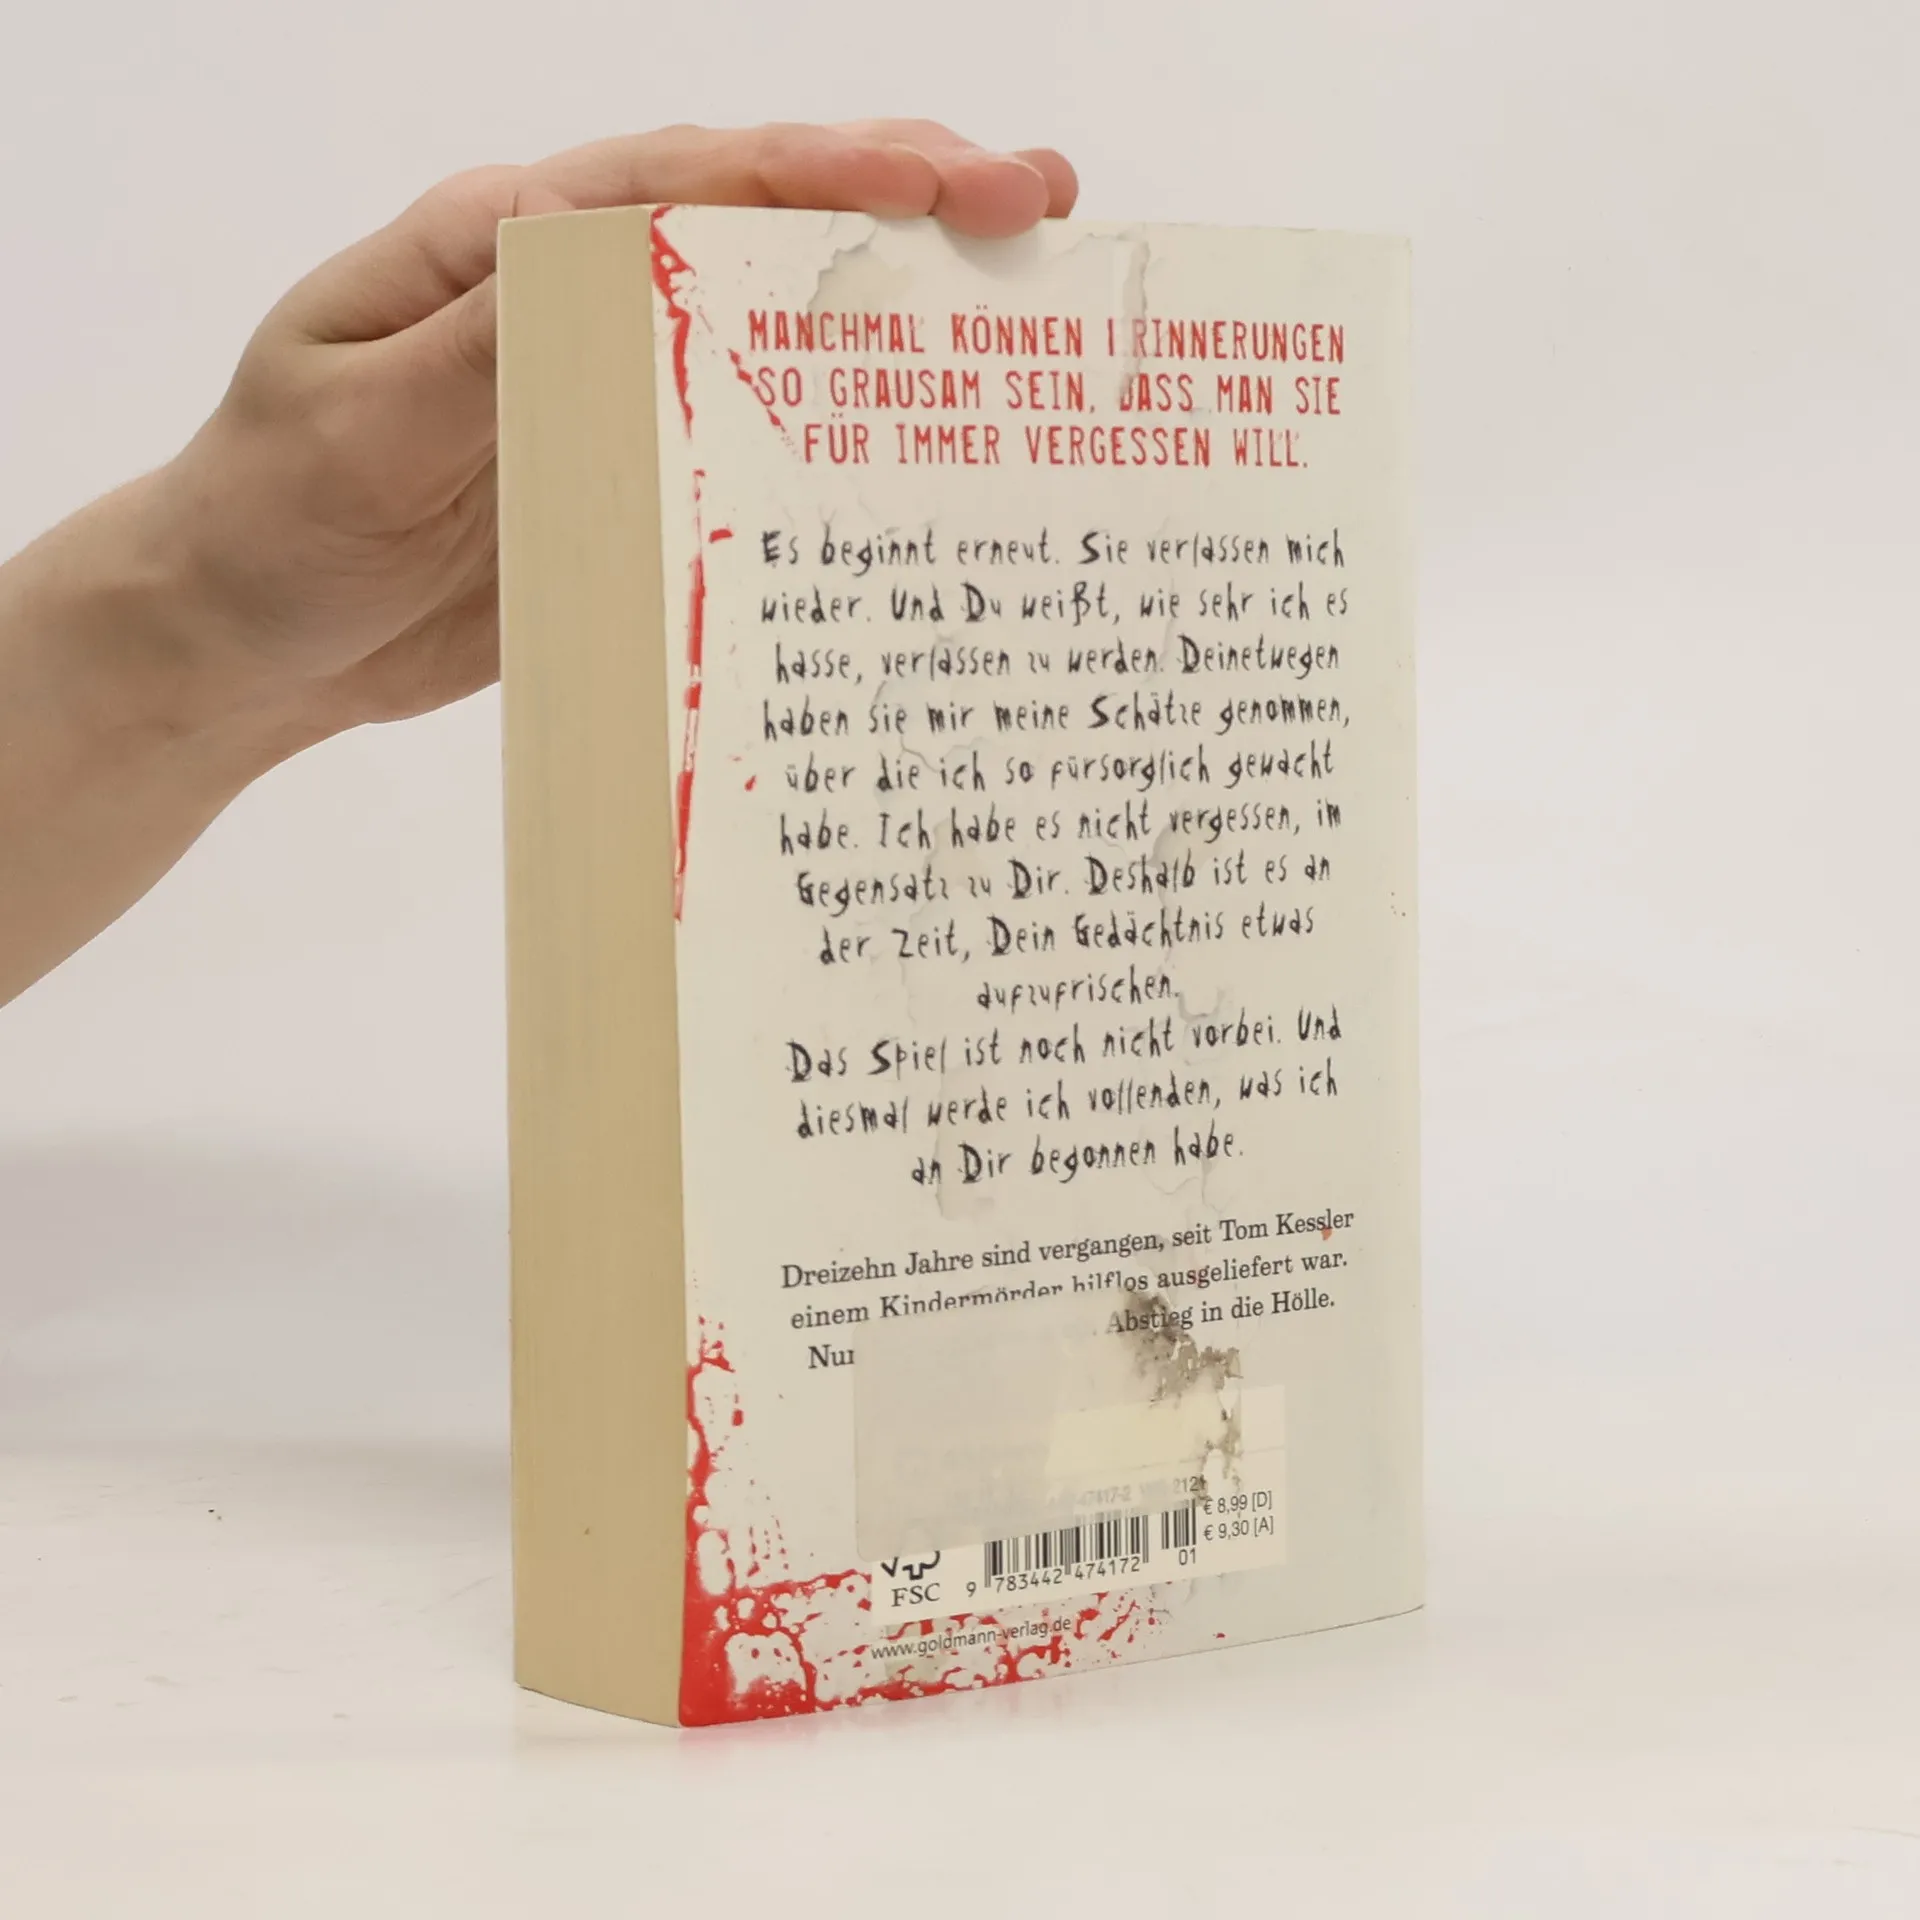 MANCHMAL KÖNNEN RINNERUNGEN
SO GRAUSAM SEIN, DASS MAN SIE
FÜR IMMER VERGESSEN WILL.
Es beginnt erneut. Sie verlassen mich
wieder. Und Du weißt, wie sehr ich es
hasse, verlassen zu werden. Deinetwegen
haben sie mir meine Schätze genommen,
über die ich so fürsorglich gewacht
habe. Ich habe es nicht vergessen, im
Gegensatz zu Dir. Deshalb ist es an
der Zeit, Dein Gedächtnis etwas
aufzufrischen.
Das Spiel ist noch nicht vorbei. Und
diesmal werde ich vollenden, was ich
an Dir begonnen habe.
Dreizehn Jahre sind vergangen, seit Tom Kessler
einem Kindermörder hilflos ausgeliefert war.
Nur Abstieg in die Hölle.
47417-2 2121
€ 8,99 [D]
€ 9,30 [A]
01
FSC
9 783442 474172
www.goldmann-verlag.de